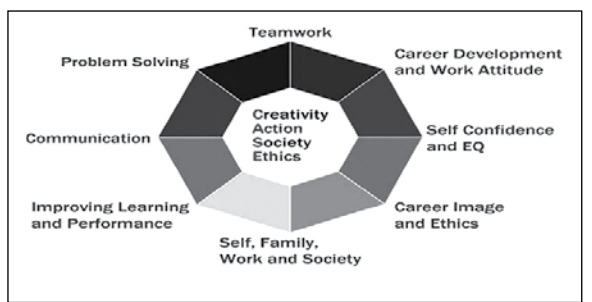 Teamwork
Problem Solving
Career Development
and Work Attitude
Communication
Creativity
Action
Society
Ethics
Self Confidence
and EQ
Improving Learning
and Performance
Career Image
and Ethics
Self, Family,
Work and Society